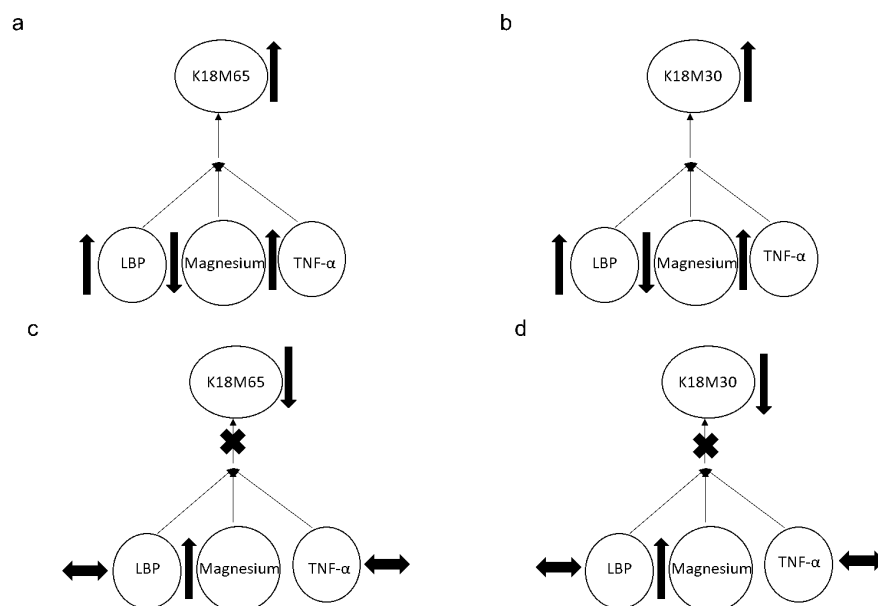 a
K18M65
LBP
Magnesium
TNF-α
b
K18M30
LBP
Magnesium
TNF-α
c
K18M65
LBP
Magnesium
TNF-α
d
K18M30
LBP
Magnesium
TNF-α